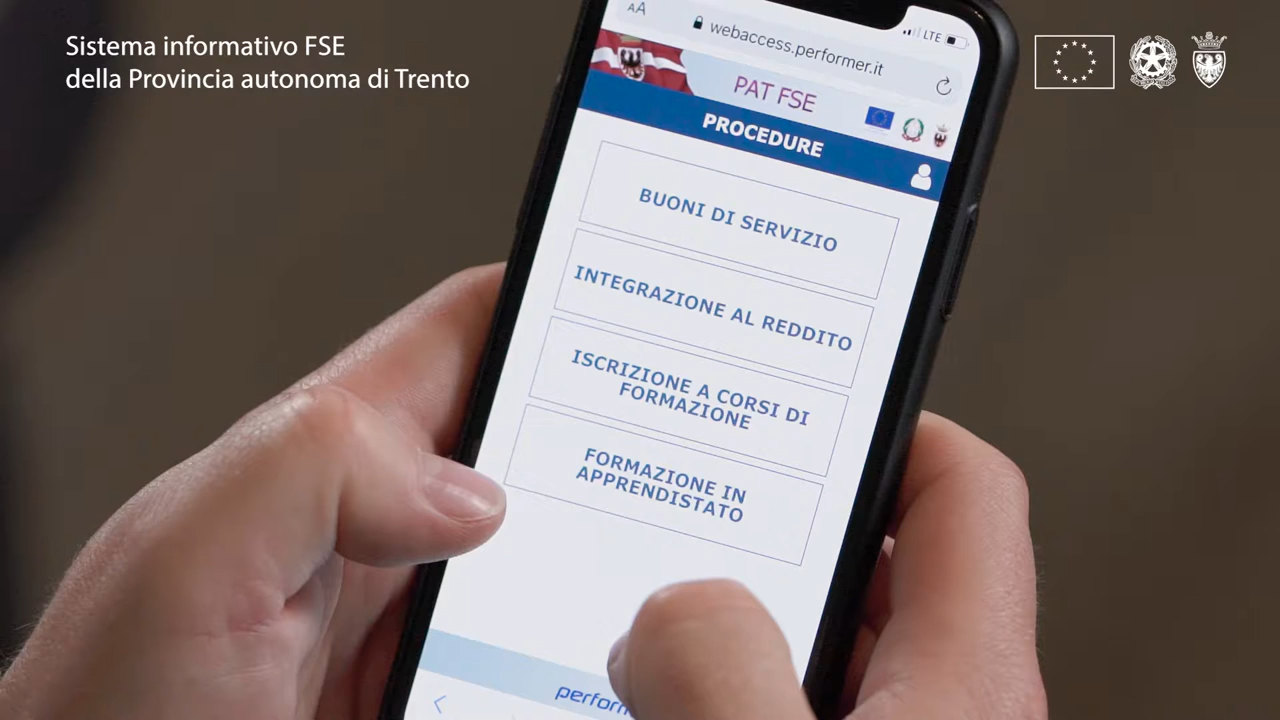 Sistema informativo FSE
della Provincia autonoma di Trento
AA
webaccess.performer.it
LTE
PAT FSE
PROCEDURE
BUONI DI SERVIZIO
INTEGRAZIONE AL REDDITO
ISCRIZIONE A CORSI DI
FORMAZIONE
FORMAZIONE IN
APPRENDISTATO